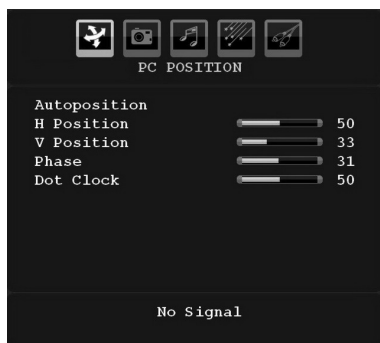 PC POSITION
Autoposition
H Position 50
V Position 33
Phase 31
Dot Clock 50
No Signal